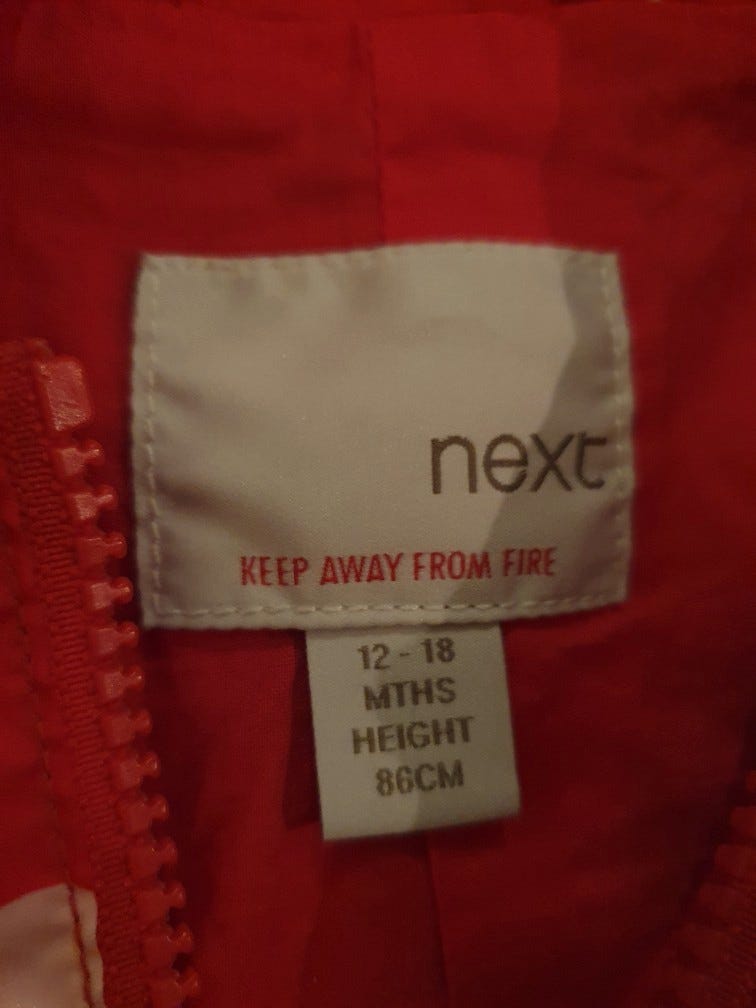 next
KEEP AWAY FROM FIRE
12 - 18
MTHS
HEIGHT
86CM